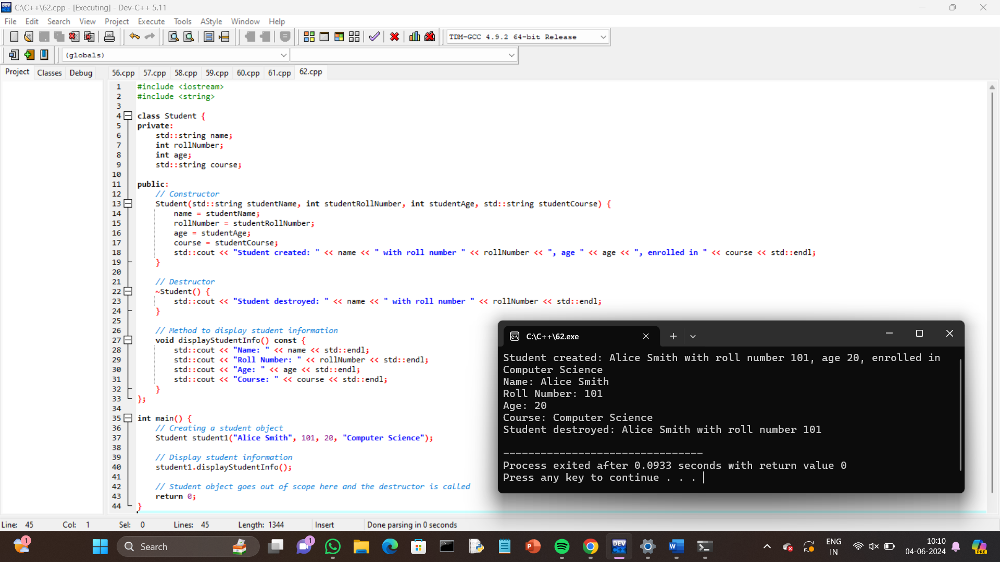 C:\C++\62.cpp - [Executing] - Dev-C++ 5.11
File Edit Search View Project Execute Tools AStyle Window Help
TDM-GCC 4.9.2 64-bit Release
(globals)
Project Classes Debug 56.cpp 57.cpp 58.cpp 59.cpp 60.cpp 61.cpp 62.cpp
1 #include <iostream>
2 #include <string>
3
4 class Student {
5 private:
6     std::string name;
7     int rollNumber;
8     int age;
9     std::string course;
10
11 public:
12     // Constructor
13     Student(std::string studentName, int studentRollNumber, int studentAge, std::string studentCourse) {
14         name = studentName;
15         rollNumber = studentRollNumber;
16         age = studentAge;
17         course = studentCourse;
18         std::cout << "Student created: " << name << " with roll number " << rollNumber << ", age " << age << ", enrolled in " << course << std::endl;
19     }
20
21     // Destructor
22     ~Student() {
23         std::cout << "Student destroyed: " << name << " with roll number " << rollNumber << std::endl;
24     }
25
26     // Method to display student information
27     void displayStudentInfo() const {
28         std::cout << "Name: " << name << std::endl;
29         std::cout << "Roll Number: " << rollNumber << std::endl;
30         std::cout << "Age: " << age << std::endl;
31         std::cout << "Course: " << course << std::endl;
32     }
33 };
34
35 int main() {
36     // Creating a student object
37     Student student1("Alice Smith", 101, 20, "Computer Science");
38
39     // Display student information
40     student1.displayStudentInfo();
41
42     // Student object goes out of scope here and the destructor is called
43     return 0;
44 }
C:\C++\62.exe
Student created: Alice Smith with roll number 101, age 20, enrolled in
Computer Science
Name: Alice Smith
Roll Number: 101
Age: 20
Course: Computer Science
Student destroyed: Alice Smith with roll number 101
--------------------------------
Process exited after 0.0933 seconds with return value 0
Press any key to continue . . .
Line: 45 Col: 1 Sel: 0 Lines: 45 Length: 1344 Insert Done parsing in 0 seconds
1
Search
1
DEV C++
ENG
IN
10:10
04-06-2024
PRE